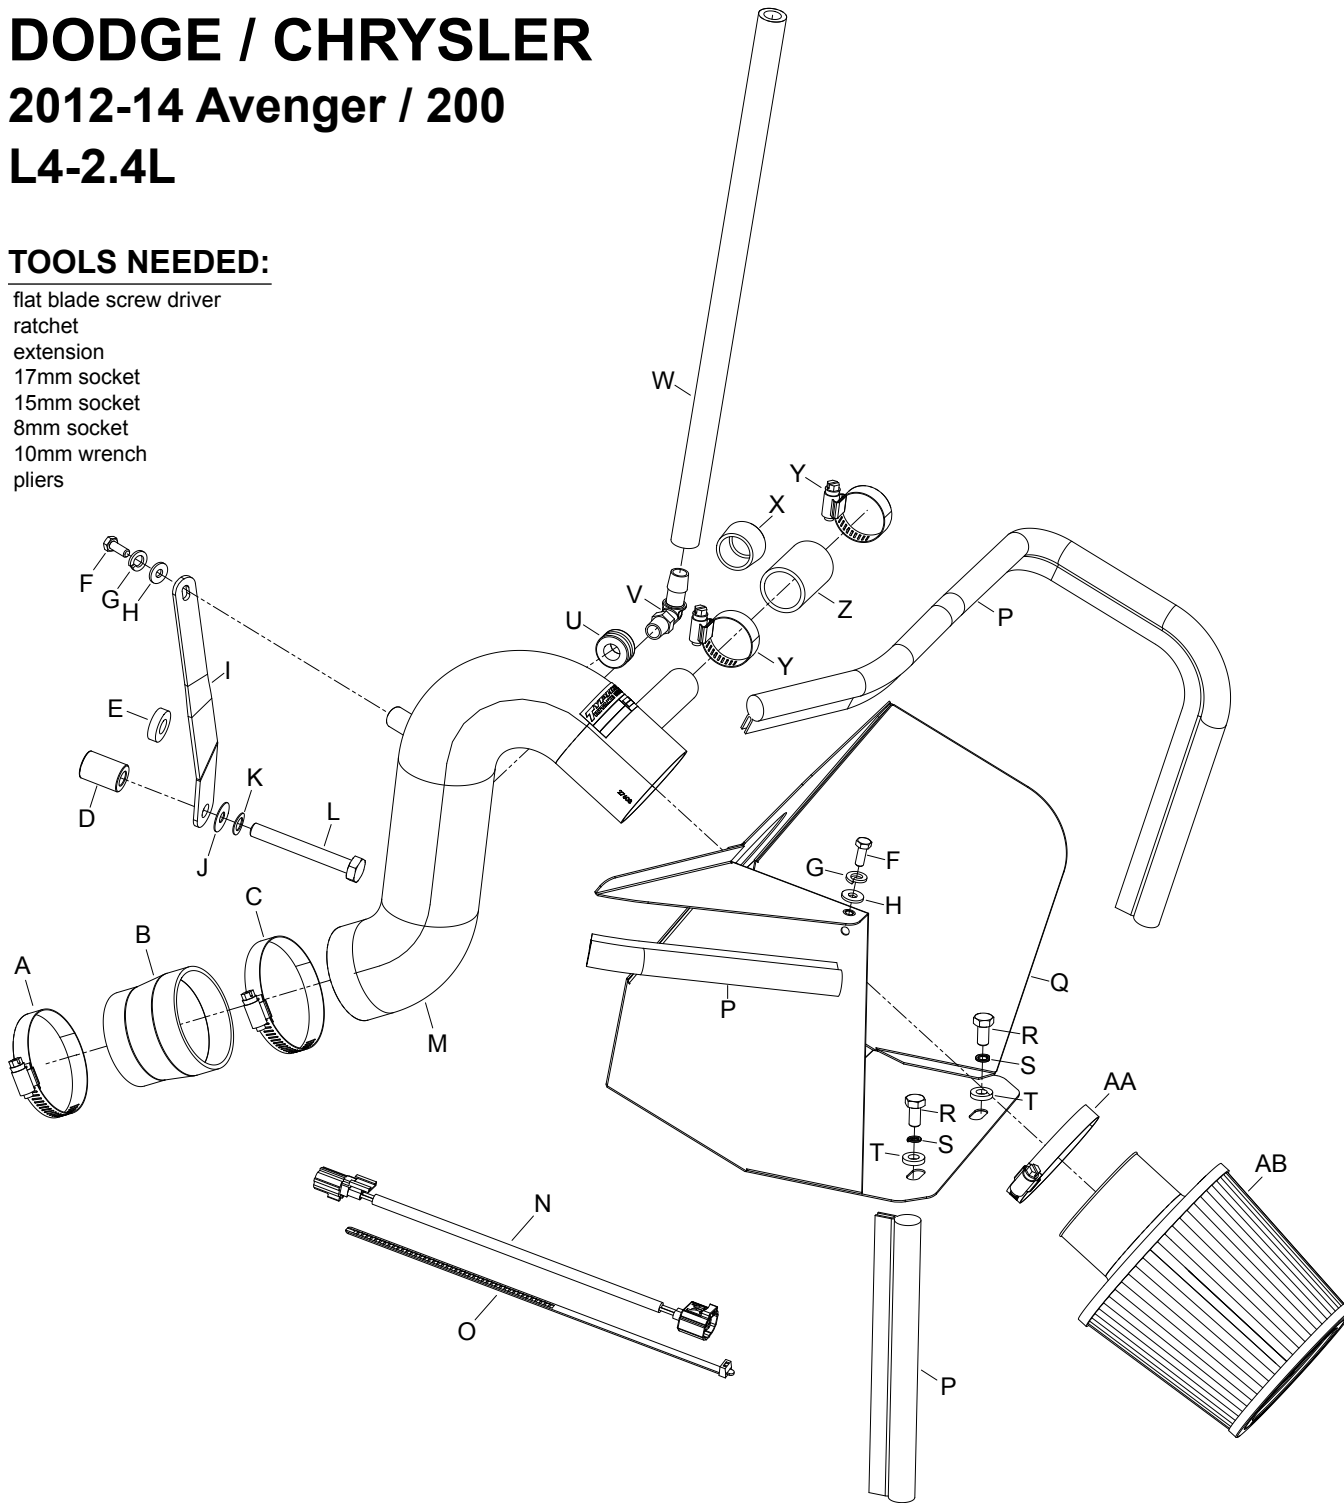 DODGE / CHRYSLER
2012-14 Avenger / 200
L4-2.4L
TOOLS NEEDED:
flat blade screw driver
ratchet
extension
17mm socket
15mm socket
8mm socket
10mm wrench
pliers
W
Y
X
F
G
H
V
U
Z
Y
P
I
E
D
K
L
J
F
G
H
C
B
A
M
P
Q
R
S
T
R
S
T
AA
AB
N
O
P